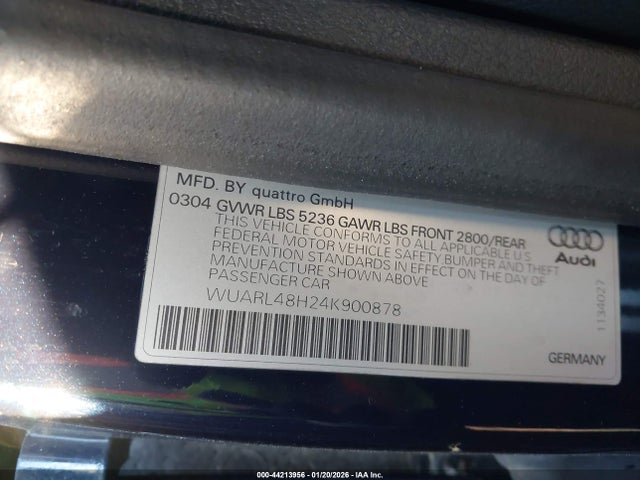 MFD. BY quattro GmbH
0304 GVWR LBS 5236 GAWR LBS FRONT 2800/REAR
THIS VEHICLE CONFORMS TO ALL APPLICABLE U.S
FEDERAL MOTOR VEHICLE SAFETY,BUMPER AND THEFT
PREVENTION STANDARDS IN EFFECT ON THE DAY OF
MANUFACTURE SHOWN ABOVE
PASSENGER CAR
WUARL48H24K900878
Audi
1134027
GERMANY
000-44213956 - 01/20/2026 - IAA Inc.